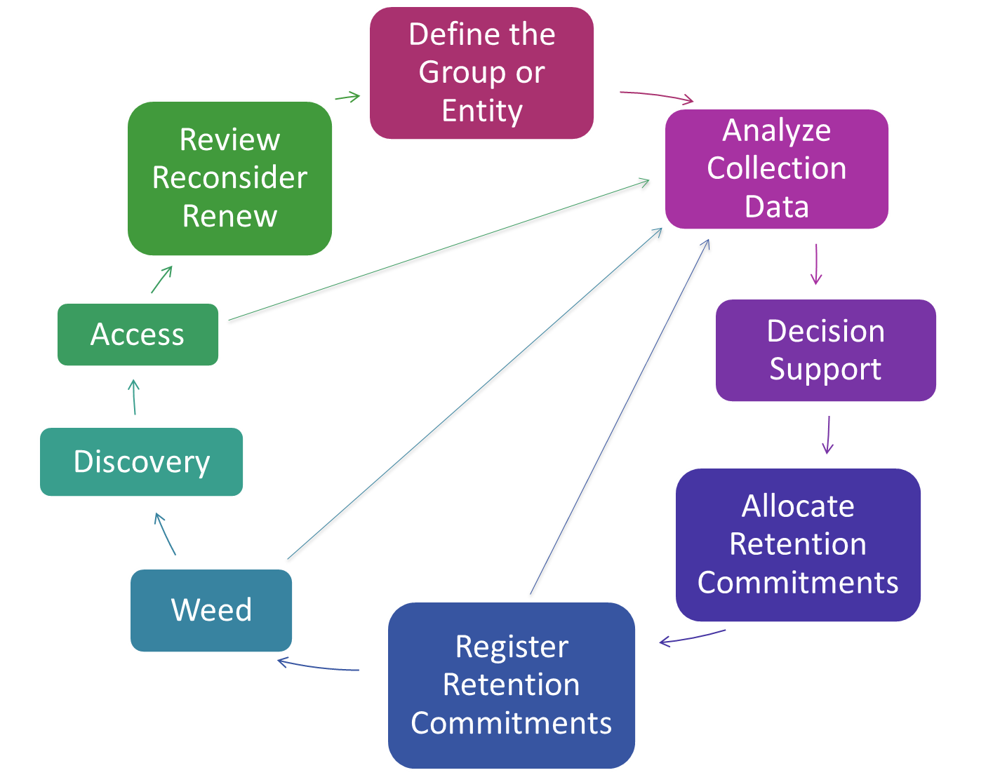 Define the
Group or
Entity
Analyze
Collection
Data
Decision
Support
Allocate
Retention
Commitments
Register
Retention
Commitments
Weed
Discovery
Access
Review
Reconsider
Renew